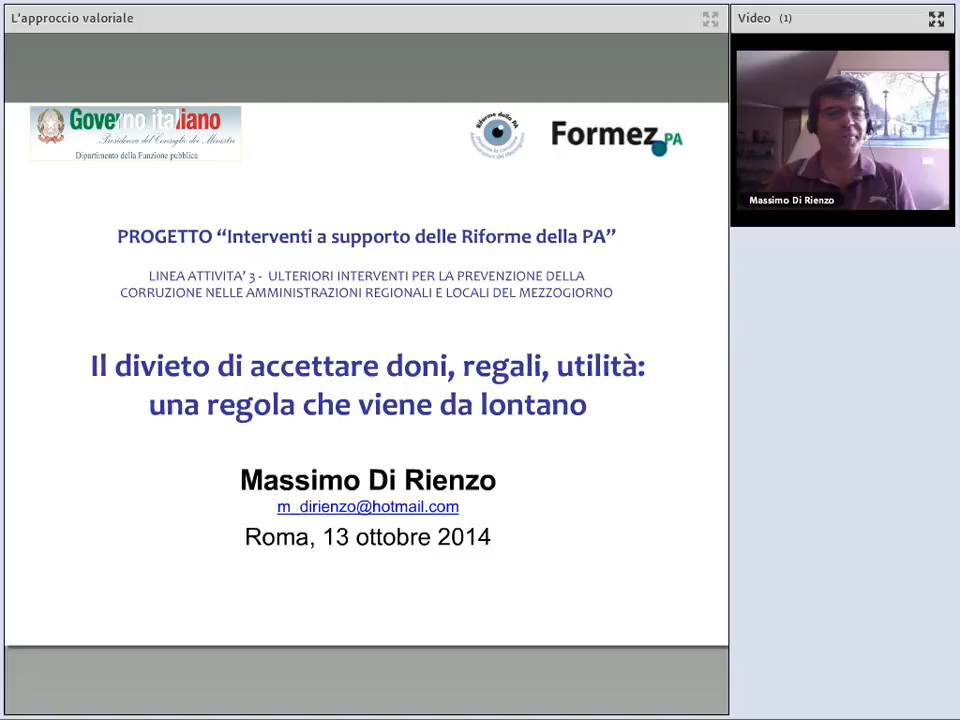 L'approccio valoriale
Video (1)
Governo italiano
Presidenza del Consiglio dei Ministri
Dipartimento della Funzione pubblica
Riforme della PA
Formez PA
Massimo Di Rienzo
PROGETTO “Interventi a supporto delle Riforme della PA”
LINEA ATTIVITA’ 3 - ULTERIORI INTERVENTI PER LA PREVENZIONE DELLA
CORRUZIONE NELLE AMMINISTRAZIONI REGIONALI E LOCALI DEL MEZZOGIORNO
Il divieto di accettare doni, regali, utilità:
una regola che viene da lontano
Massimo Di Rienzo
m_dirienzo@hotmail.com
Roma, 13 ottobre 2014